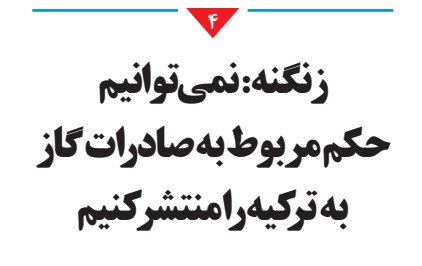 ۴
زنگنه: نمی‌توانیم
حکم مربوط به صادرات گاز
به ترکیه را منتشر کنیم